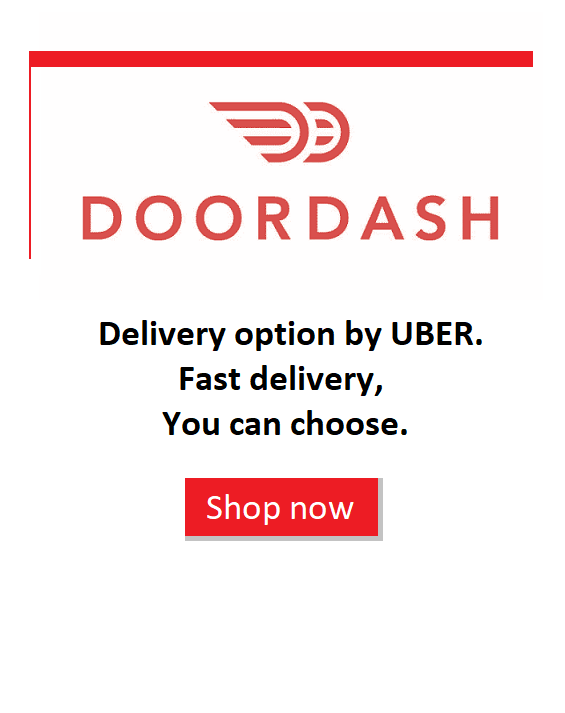 DOORDASH
Delivery option by UBER.
Fast delivery,
You can choose.
Shop now